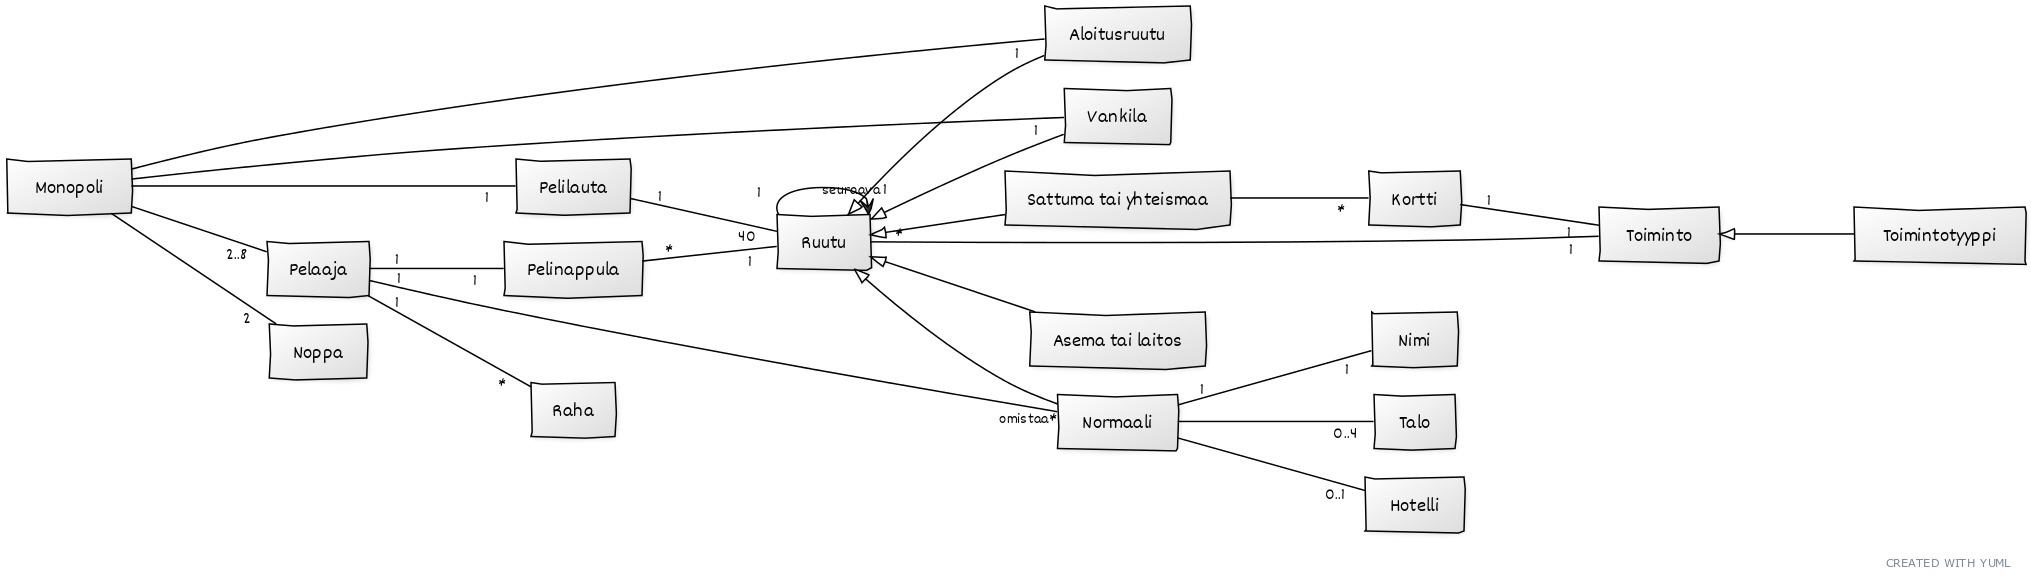 Aloitusruutu
1
Vankila
1
Monopoli
Pelilauta
1
1
1
seuraava 1
Sattuma tai yhteismaa
*
Kortti
1
Toiminto
1
1
Toimintotyyppi
Ruutu
40
*
*
1
2..8
Pelaaja
1
1
1
1
Pelinappula
2
Noppa
*
Raha
Asema tai laitos
Nimi
1
1
omistaa*
Normaali
Talo
0..4
0..1
Hotelli
CREATED WITH YUML